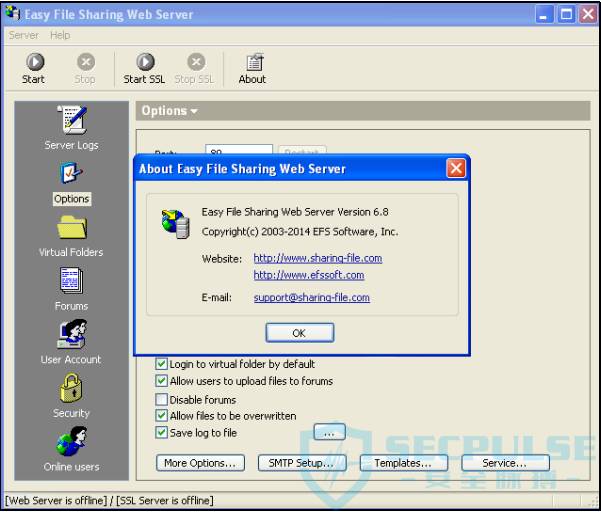 Easy File Sharing Web Server
Server Help
Start Stop Start SSL Stop SSL About
Options
Server Logs
Options
Virtual Folders
Forums
User Account
Security
Online users
Port: 80 Restart
About Easy File Sharing Web Server
Easy File Sharing Web Server Version 6.8
Copyright(c) 2003-2014 EFS Software, Inc.
Website: http://www.sharing-file.com
http://www.efssoft.com
E-mail: support@sharing-file.com
OK
Login to virtual folder by default
Allow users to upload files to forums
Disable forums
Allow files to be overwritten
Save log to file ...
More Options... SMTP Setup... Templates... Service...
SECPULSE
-安全脉搏-
[Web Server is offline] / [SSL Server is offline]